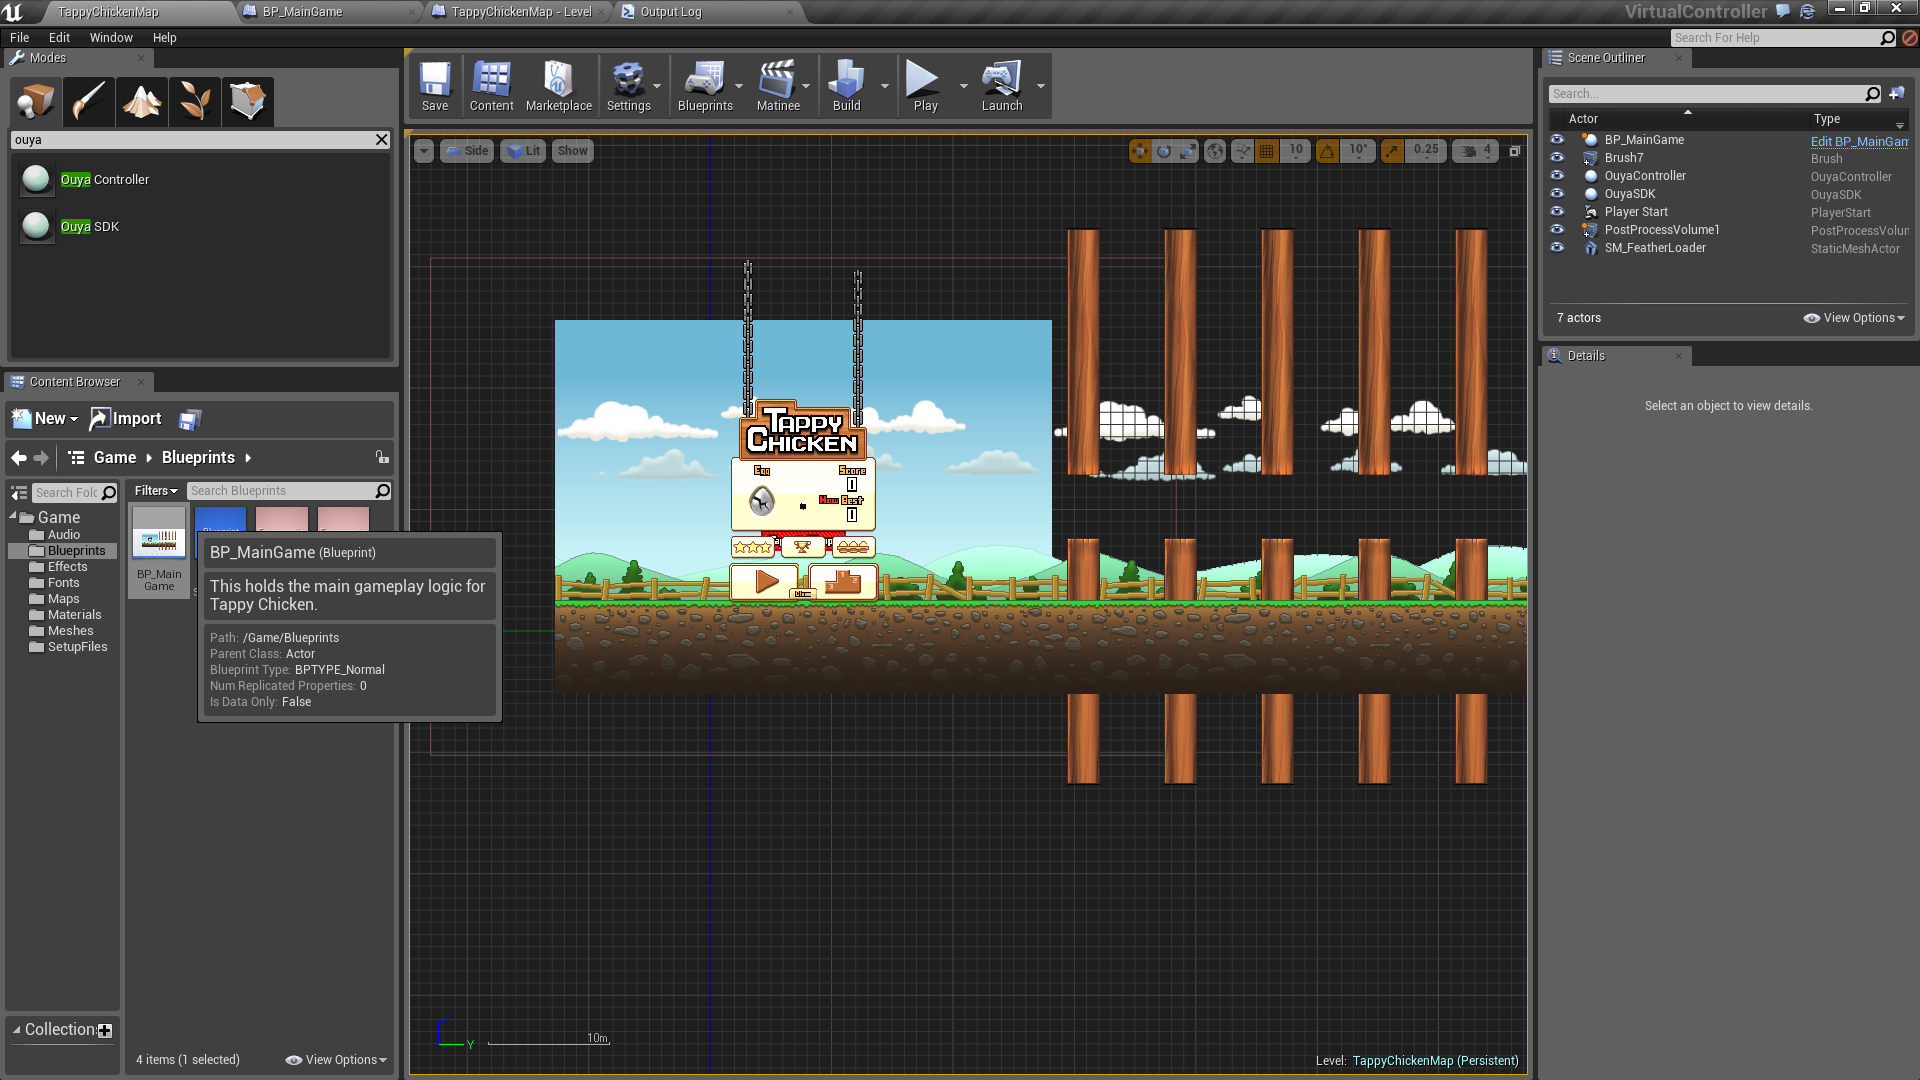 TappyChickenMap
BP_MainGame
TappyChickenMap - Level
Output Log
VirtualController
File
Edit
Window
Help
Search For Help
Modes
Save
Content
Marketplace
Settings
Blueprints
Matinee
Build
Play
Launch
Scene Outliner
ouya
Search...
Actor
Type
Side
Lit
Show
10
10°
0.25
4
Ouya Controller
Ouya SDK
BP_MainGame
Edit BP_MainGam
Brush7
Brush
OuyaController
OuyaController
OuyaSDK
OuyaSDK
Player Start
PlayerStart
PostProcessVolume1
PostProcessVolun
SM_FeatherLoader
StaticMeshActor
7 actors
View Options
Details
Select an object to view details.
Content Browser
New
Import
Game
Blueprints
Search Fold
Filters
Search Blueprints
Game
Audio
Blueprints
Effects
Fonts
Maps
Materials
Meshes
SetupFiles
BP_Main
Game
BP_MainGame (Blueprint)
This holds the main gameplay logic for
Tappy Chicken.
Path: /Game/Blueprints
Parent Class: Actor
Blueprint Type: BPTYPE_Normal
Num Replicated Properties: 0
Is Data Only: False
Tappy
Chicken
Egg
Score
New Best
Collection
4 items (1 selected)
View Options
Y
10m
Level: TappyChickenMap (Persistent)